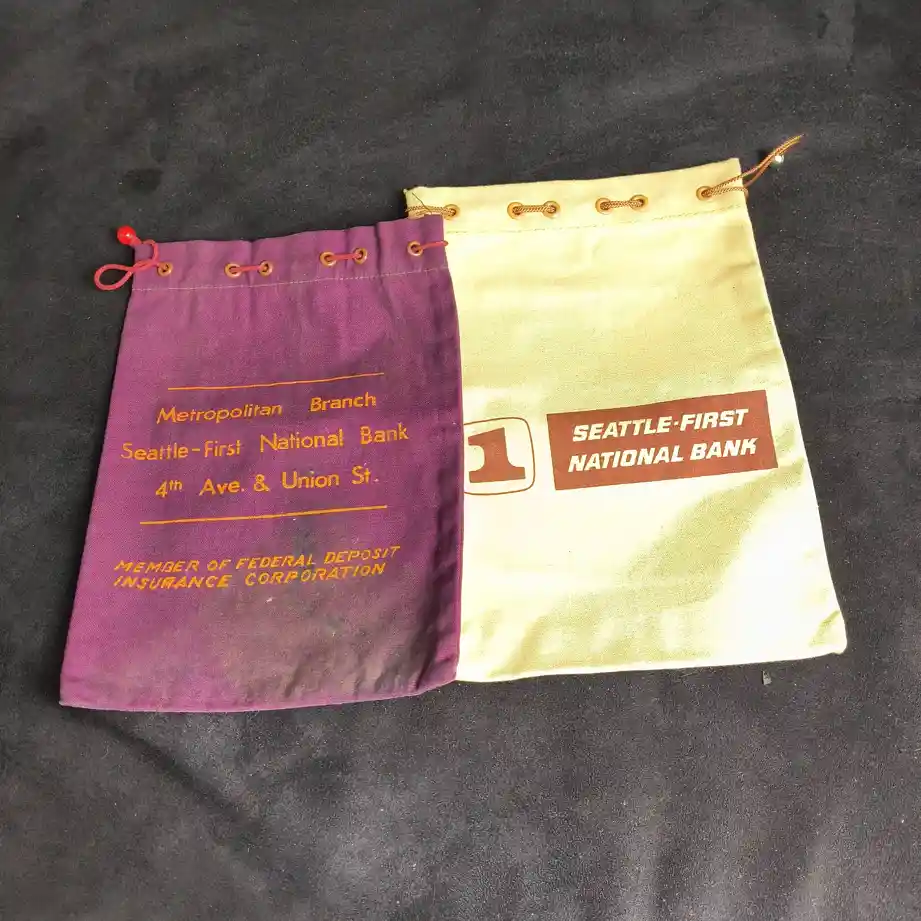 Metropolitan Branch
Seattle-First National Bank
4th Ave. & Union St.
MEMBER OF FEDERAL DEPOSIT
INSURANCE CORPORATION
1
SEATTLE-FIRST
NATIONAL BANK